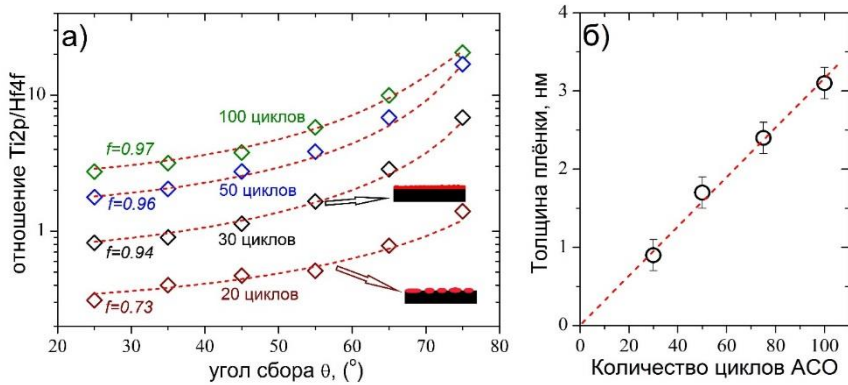 а)
отношение Ti2p/Hf4f
10
1
100 циклов
f=0.97
50 циклов
f=0.96
30 циклов
f=0.94
20 циклов
f=0.73
20 30 40 50 60 70 80
угол сбора θ, (°)
б)
Толщина плёнки, нм
4
3
2
1
0
0 20 40 60 80 100
Количество циклов АСО